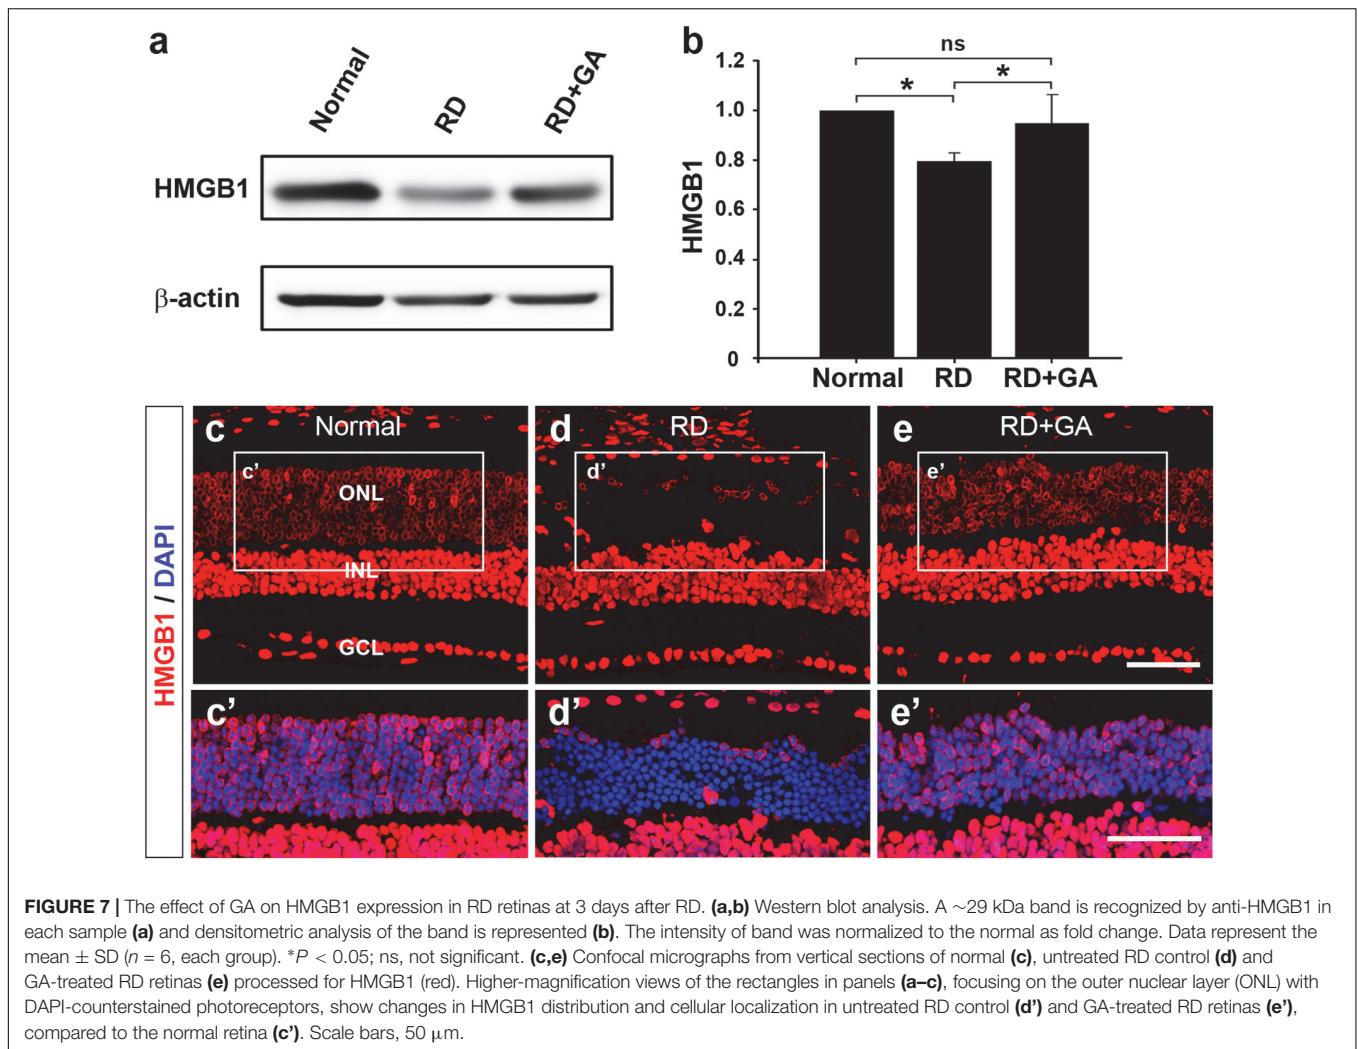 a
Normal
RD
RD+GA
HMGB1
β-actin
b
ns
*
*
1.2
1.0
0.8
0.6
0.4
0.2
0
HMGB1
Normal
RD
RD+GA
HMGB1 / DAPI
c
Normal
c’
ONL
INL
GCL
d
RD
d’
e
RD+GA
e’
c’
d’
e’
FIGURE 7 | The effect of GA on HMGB1 expression in RD retinas at 3 days after RD. (a,b) Western blot analysis. A ∼29 kDa band is recognized by anti-HMGB1 in
each sample (a) and densitometric analysis of the band is represented (b). The intensity of band was normalized to the normal as fold change. Data represent the
mean ± SD (n = 6, each group). *P < 0.05; ns, not significant. (c,e) Confocal micrographs from vertical sections of normal (c), untreated RD control (d) and
GA-treated RD retinas (e) processed for HMGB1 (red). Higher-magnification views of the rectangles in panels (a–c), focusing on the outer nuclear layer (ONL) with
DAPI-counterstained photoreceptors, show changes in HMGB1 distribution and cellular localization in untreated RD control (d’) and GA-treated RD retinas (e’),
compared to the normal retina (c’). Scale bars, 50 μm.